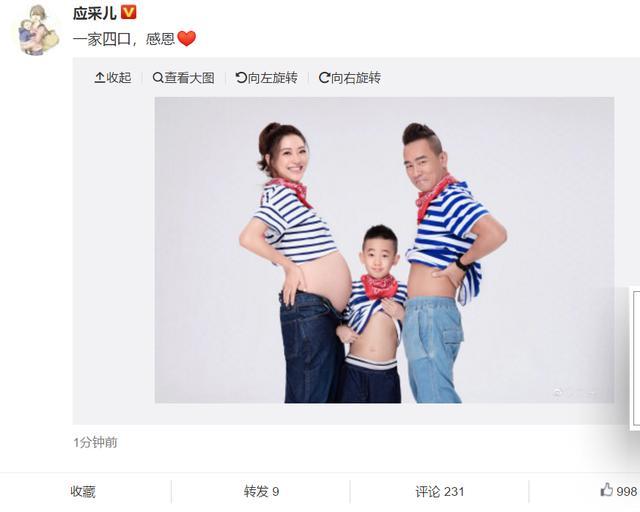 应采儿
一家四口，感恩❤️
收起 查看大图 向左旋转 向右旋转
1分钟前
收藏 转发 9 评论 231 998